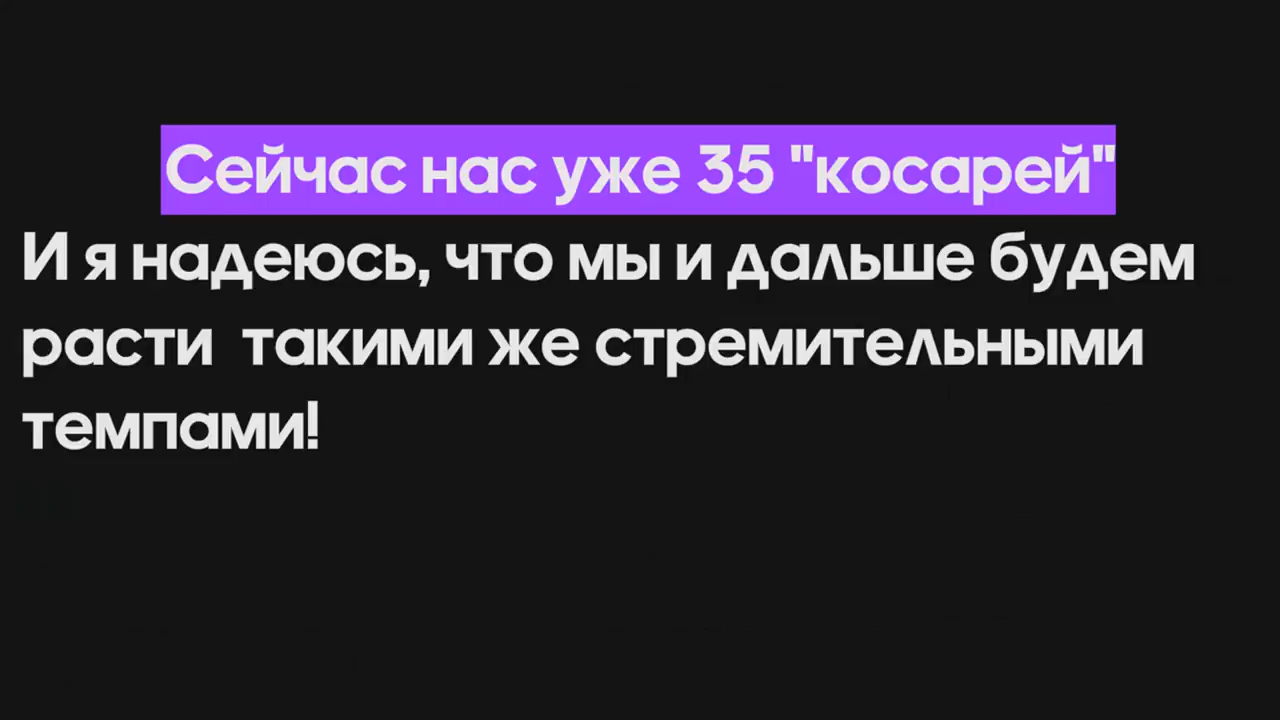 Сейчас нас уже 35 "косарей"
И я надеюсь, что мы и дальше будем
расти  такими же стремительными
темпами!